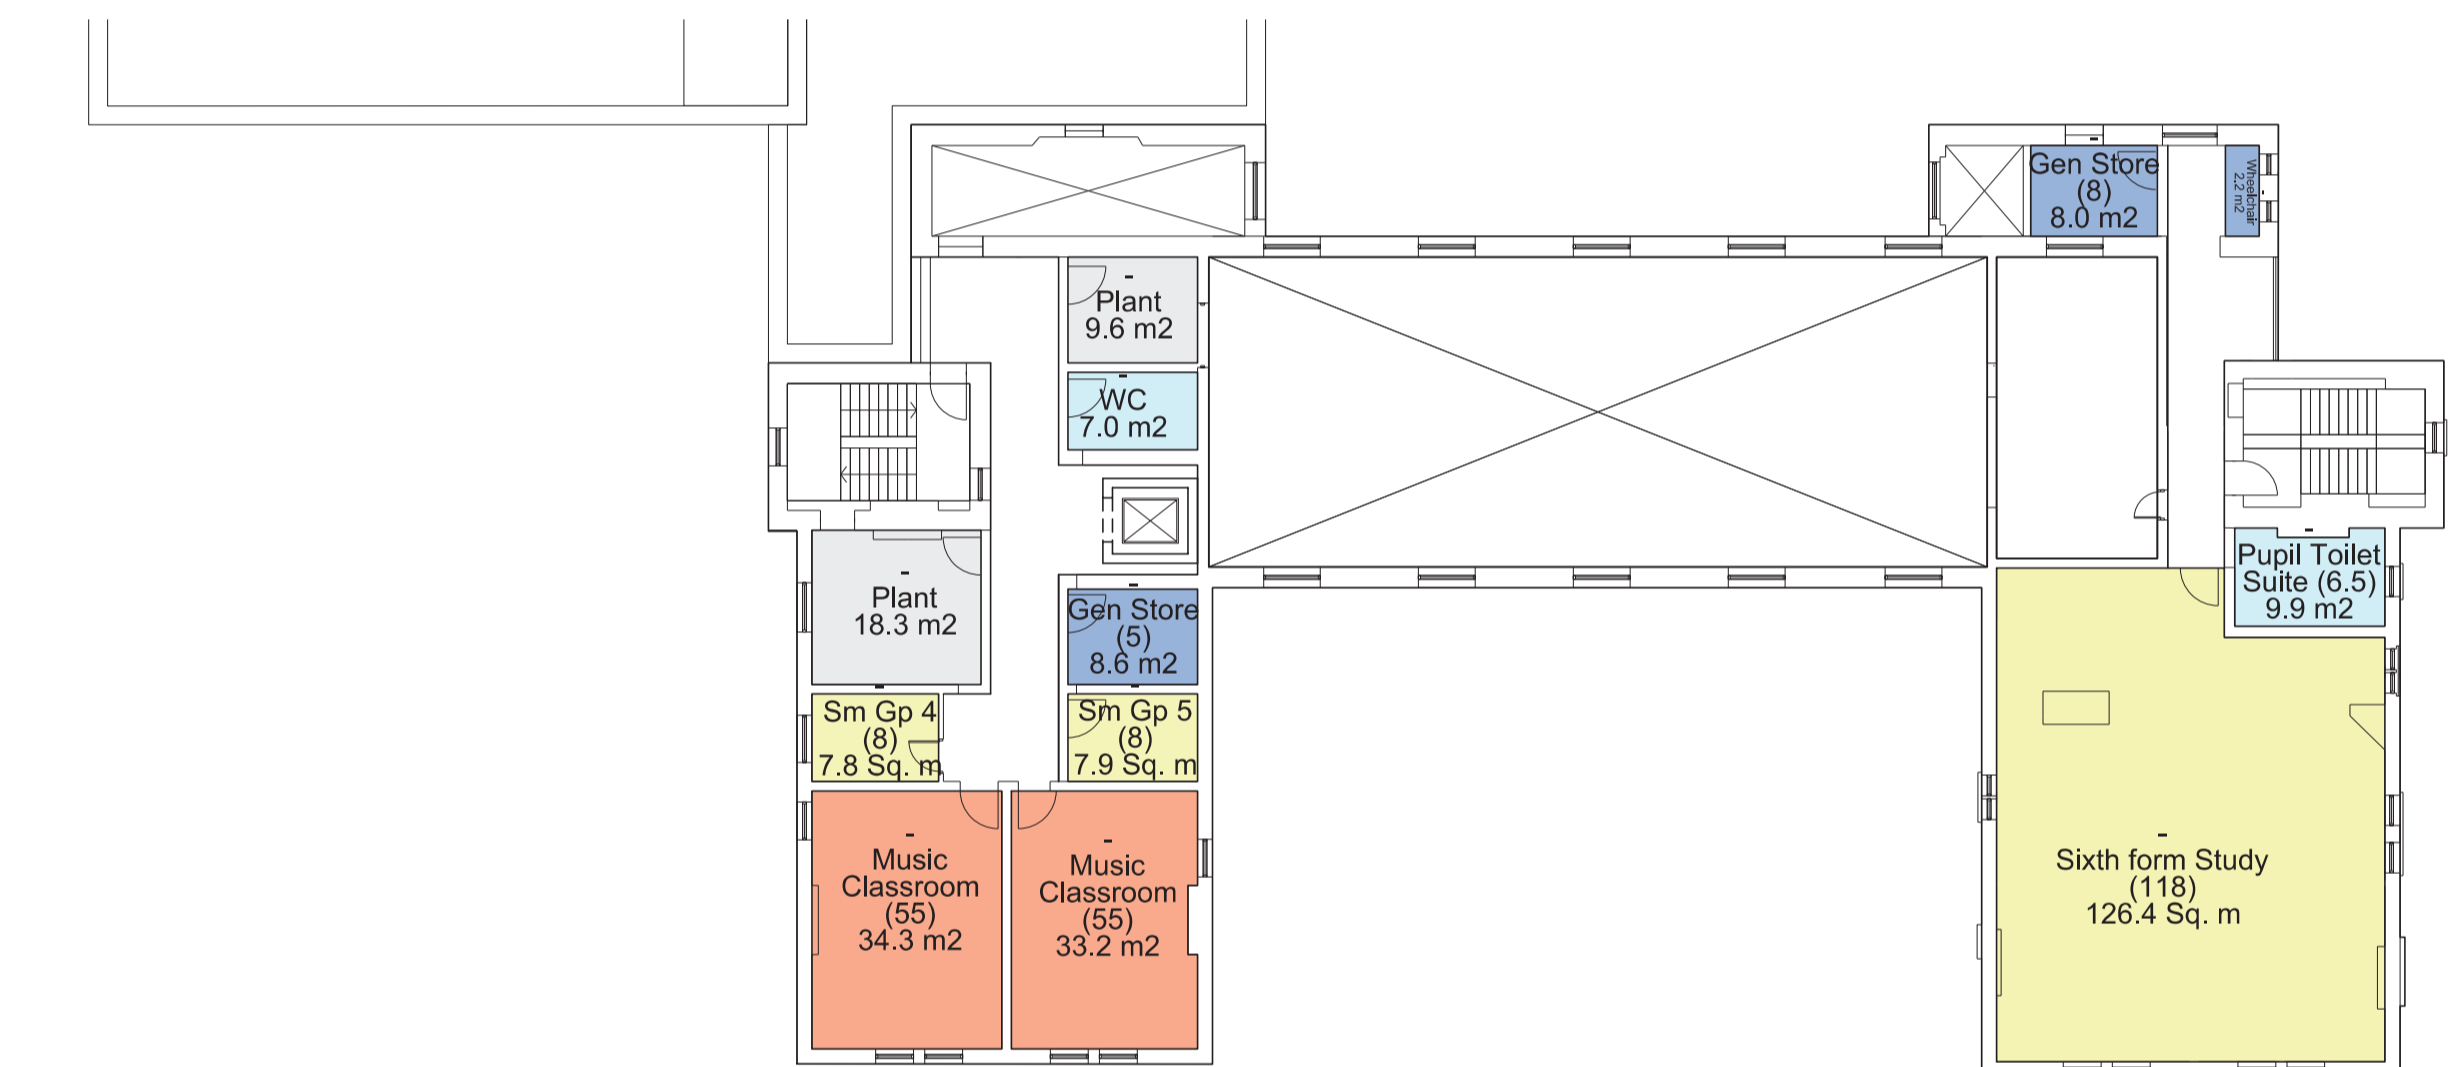 Gen Store
(8)
8.0 m2
Wheelchair
2.2 m2
-
Plant
9.6 m2
-
WC
7.0 m2
-
Plant
18.3 m2
-
Gen Store
(5)
8.6 m2
-
Pupil Toilet
Suite (6.5)
9.9 m2
-
Sm Gp 4
(8)
7.8 Sq. m
-
Sm Gp 5
(8)
7.9 Sq. m
-
Music
Classroom
(55)
34.3 m2
-
Music
Classroom
(55)
33.2 m2
-
Sixth form Study
(118)
126.4 Sq. m